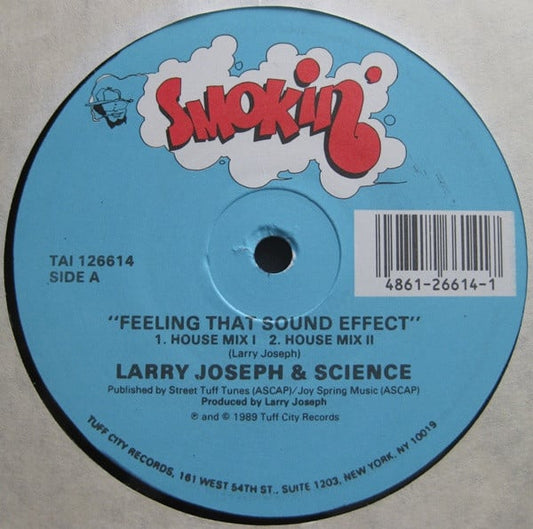 SMOKIN'
TAI 126614
SIDE A
4861-26614-1
"FEELING THAT SOUND EFFECT"
1. HOUSE MIX I 2. HOUSE MIX II
(Larry Joseph)
LARRY JOSEPH & SCIENCE
Published by Street Tuff Tunes (ASCAP)/Joy Spring Music (ASCAP)
Produced by Larry Joseph
℗ and © 1989 Tuff City Records
TUFF CITY RECORDS, 161 WEST 54TH ST., SUITE 1203, NEW YORK, NY 10019